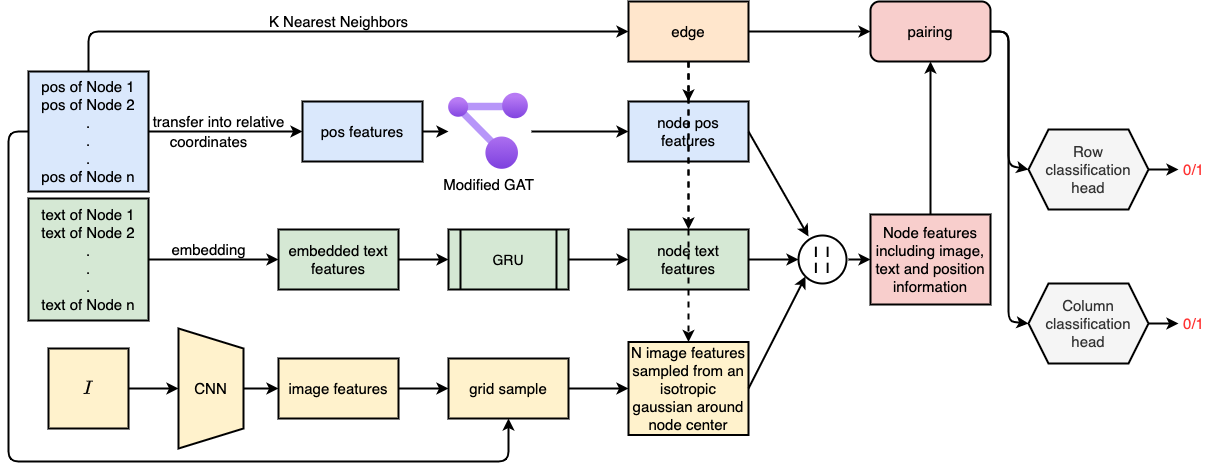 K Nearest Neighbors
edge
pairing
pos of Node 1
pos of Node 2
.
.
.
pos of Node n
transfer into relative
coordinates
pos features
Modified GAT
node pos
features
Row
classification
head
0/1
text of Node 1
text of Node 2
.
.
.
text of Node n
embedding
embedded text
features
GRU
node text
features
||
Node features
including image,
text and position
information
Column
classification
head
0/1
I
CNN
image features
grid sample
N image features
sampled from an
isotropic
gaussian around
node center